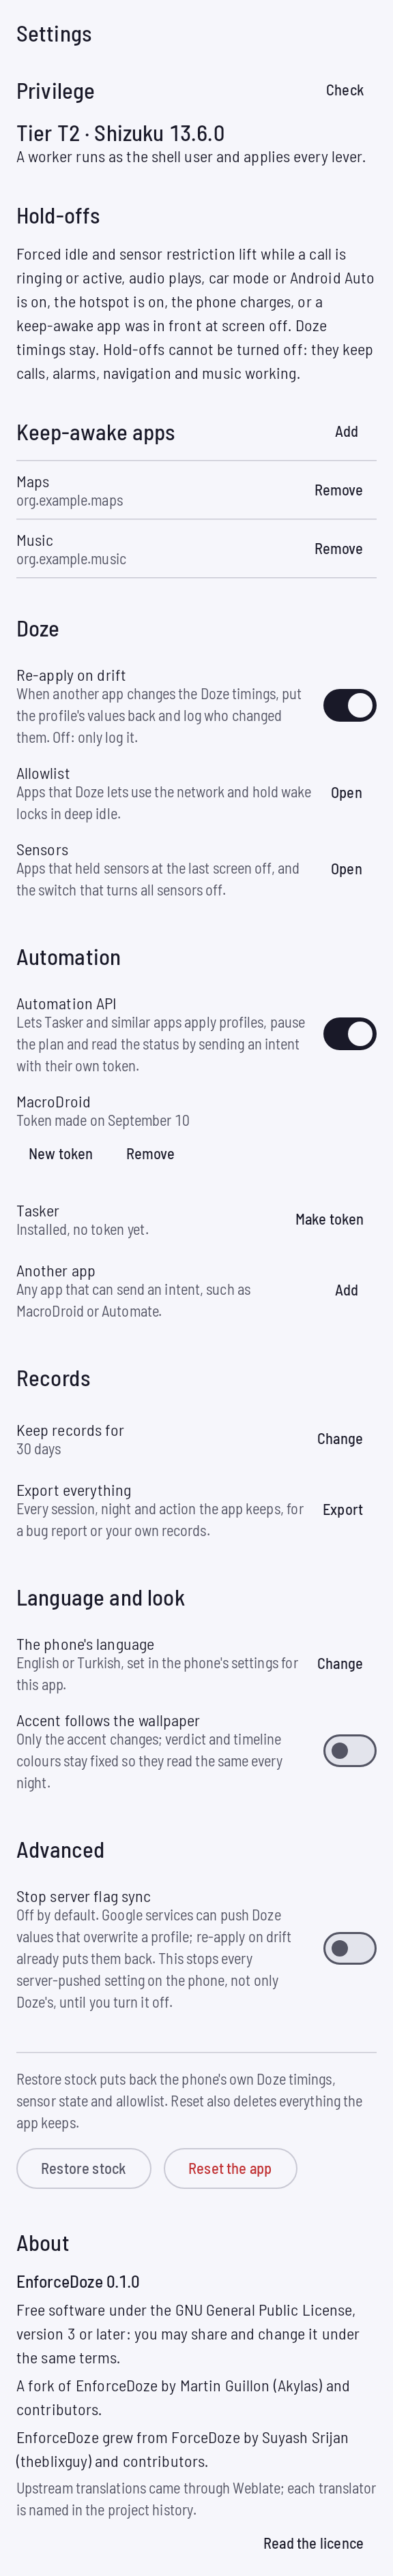 Settings
Privilege
Check
Tier T2 · Shizuku 13.6.0
A worker runs as the shell user and applies every lever.
Hold-offs
Forced idle and sensor restriction lift while a call is
ringing or active, audio plays, car mode or Android Auto
is on, the hotspot is on, the phone charges, or a
keep-awake app was in front at screen off. Doze
timings stay. Hold-offs cannot be turned off: they keep
calls, alarms, navigation and music working.
Keep-awake apps
Add
Maps
org.example.maps
Remove
Music
org.example.music
Remove
Doze
Re-apply on drift
When another app changes the Doze timings, put
the profile's values back and log who changed
them. Off: only log it.
Allowlist
Apps that Doze lets use the network and hold wake
locks in deep idle.
Open
Sensors
Apps that held sensors at the last screen off, and
the switch that turns all sensors off.
Open
Automation
Automation API
Lets Tasker and similar apps apply profiles, pause
the plan and read the status by sending an intent
with their own token.
MacroDroid
Token made on September 10
New token
Remove
Tasker
Installed, no token yet.
Make token
Another app
Any app that can send an intent, such as
MacroDroid or Automate.
Add
Records
Keep records for
30 days
Change
Export everything
Every session, night and action the app keeps, for
a bug report or your own records.
Export
Language and look
The phone's language
English or Turkish, set in the phone's settings for
this app.
Change
Accent follows the wallpaper
Only the accent changes; verdict and timeline
colours stay fixed so they read the same every
night.
Advanced
Stop server flag sync
Off by default. Google services can push Doze
values that overwrite a profile; re-apply on drift
already puts them back. This stops every
server-pushed setting on the phone, not only
Doze's, until you turn it off.
Restore stock puts back the phone's own Doze timings,
sensor state and allowlist. Reset also deletes everything the
app keeps.
Restore stock
Reset the app
About
EnforceDoze 0.1.0
Free software under the GNU General Public License,
version 3 or later: you may share and change it under
the same terms.
A fork of EnforceDoze by Martin Guillon (Akylas) and
contributors.
EnforceDoze grew from ForceDoze by Suyash Srijan
(theblixguy) and contributors.
Upstream translations came through Weblate; each translator
is named in the project history.
Read the licence